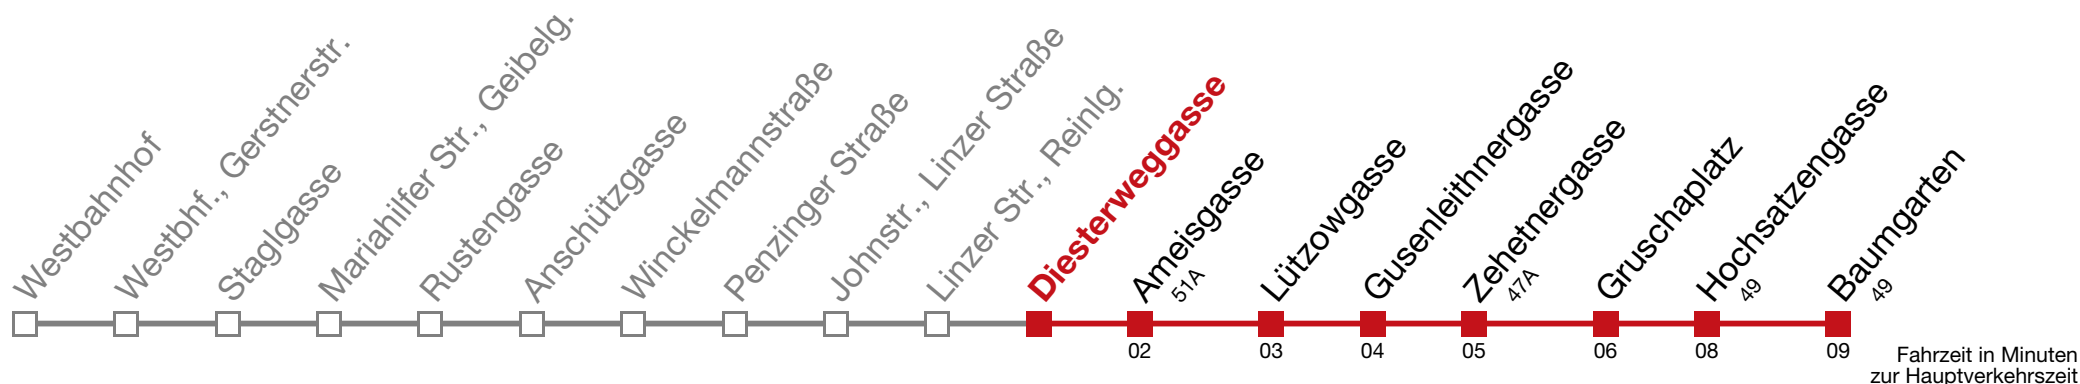 Westbahnhof
Westbhf., Gerstnerstr.
Staglgasse
Mariahilfer Str., Geibelg.
Rustengasse
Anschützgasse
Winckelmannstraße
Penzinger Straße
Johnstr., Linzer Straße
Linzer Str., Reinlg.
Diesterweggasse
Ameisgasse
51A
Lützowgasse
Gusenleithnergasse
Zehetnergasse
47A
Gruschaplatz
Hochsatzengasse
49
Baumgarten
49
02 03 04 05 06 08 09
Fahrzeit in Minuten
zur Hauptverkehrszeit